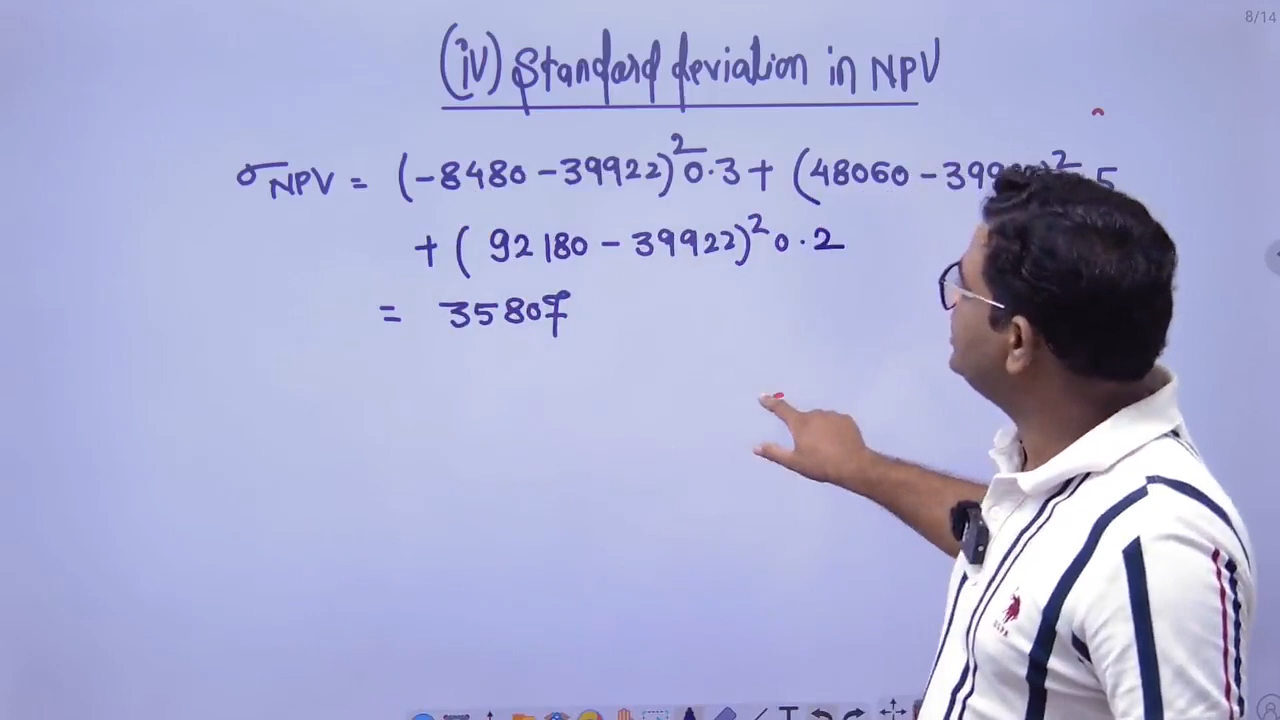 8/14
(iv) Standard deviation in NPV
σNPV = (-8480-39922)² 0.3 + (48060-399
+ (92180-39922)² 0.2
= 35807